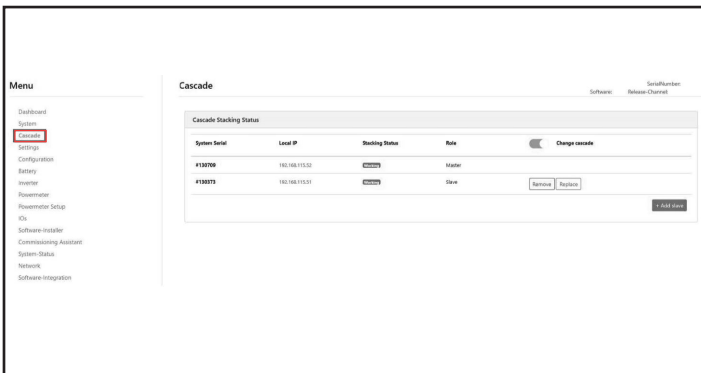 Menu
Dashboard
System
Cascade
Settings
Configuration
Battery
Inverter
Powermeter
Powermeter Setup
IOs
Software-Installer
Commissioning Assistant
System-Status
Network
Software-Integration
Cascade
SerialNumber:
Software: Release-Channel:
Cascade Stacking Status
System Serial Local IP Stacking Status Role Change cascade
#130709 192.168.115.52 Working Master
#130373 192.168.115.51 Working Slave Remove Replace
+ Add slave